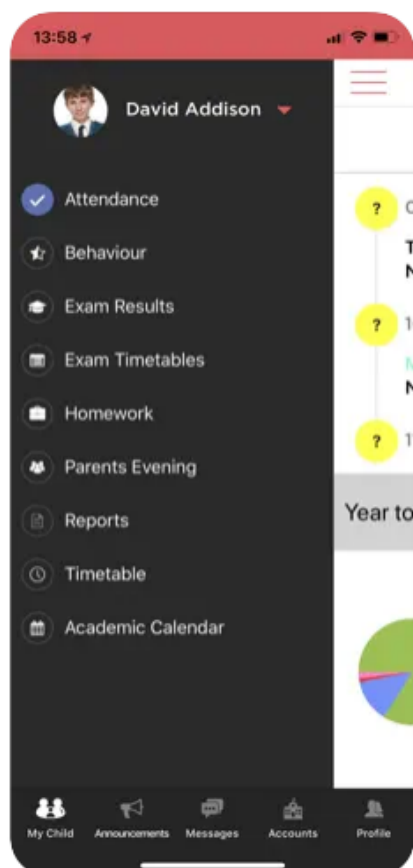 13:58
David Addison
Attendance
?
Behaviour
Exam Results
?
Exam Timetables
Homework
?
Parents Evening
Reports
Year to
Timetable
Academic Calendar
My Child Announcements Messages Accounts Profile